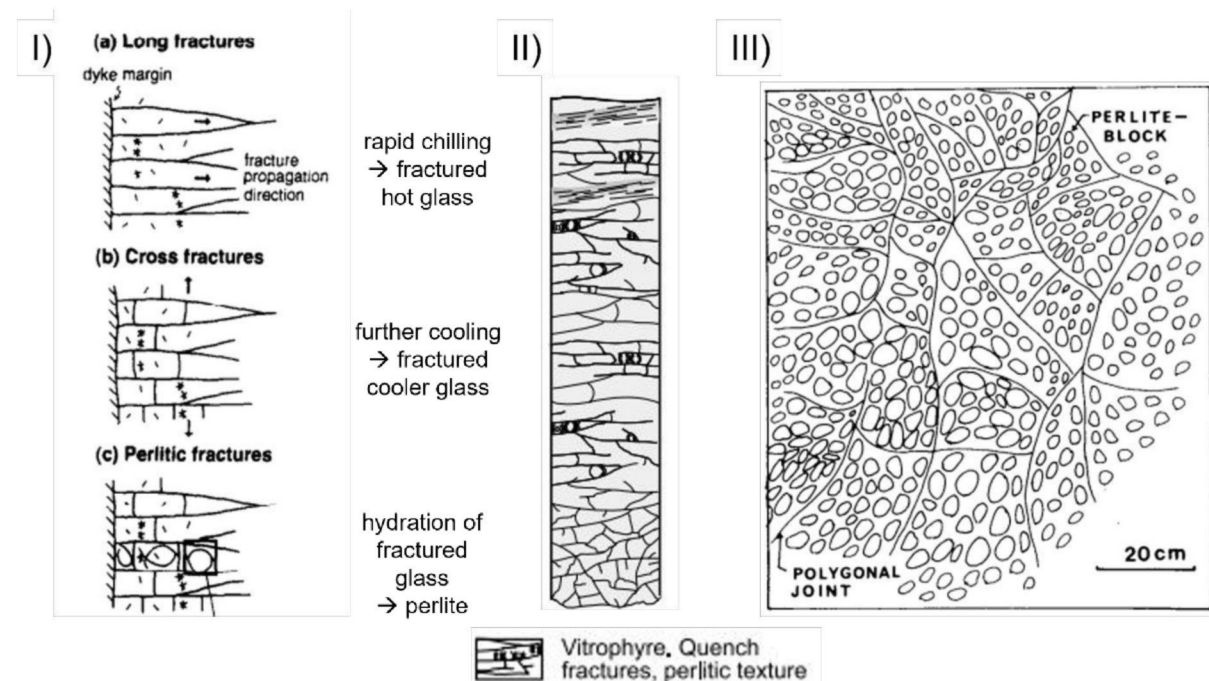 I)
(a) Long fractures
dyke margin
fracture
propagation
direction
(b) Cross fractures
(c) Perlitic fractures
rapid chilling
→ fractured
hot glass
further cooling
→ fractured
cooler glass
hydration of
fractured
glass
→ perlite
II)
III)
PERLITE-
BLOCK
POLYGONAL
JOINT
20 cm
Vitrophyre, Quench
fractures, perlitic texture